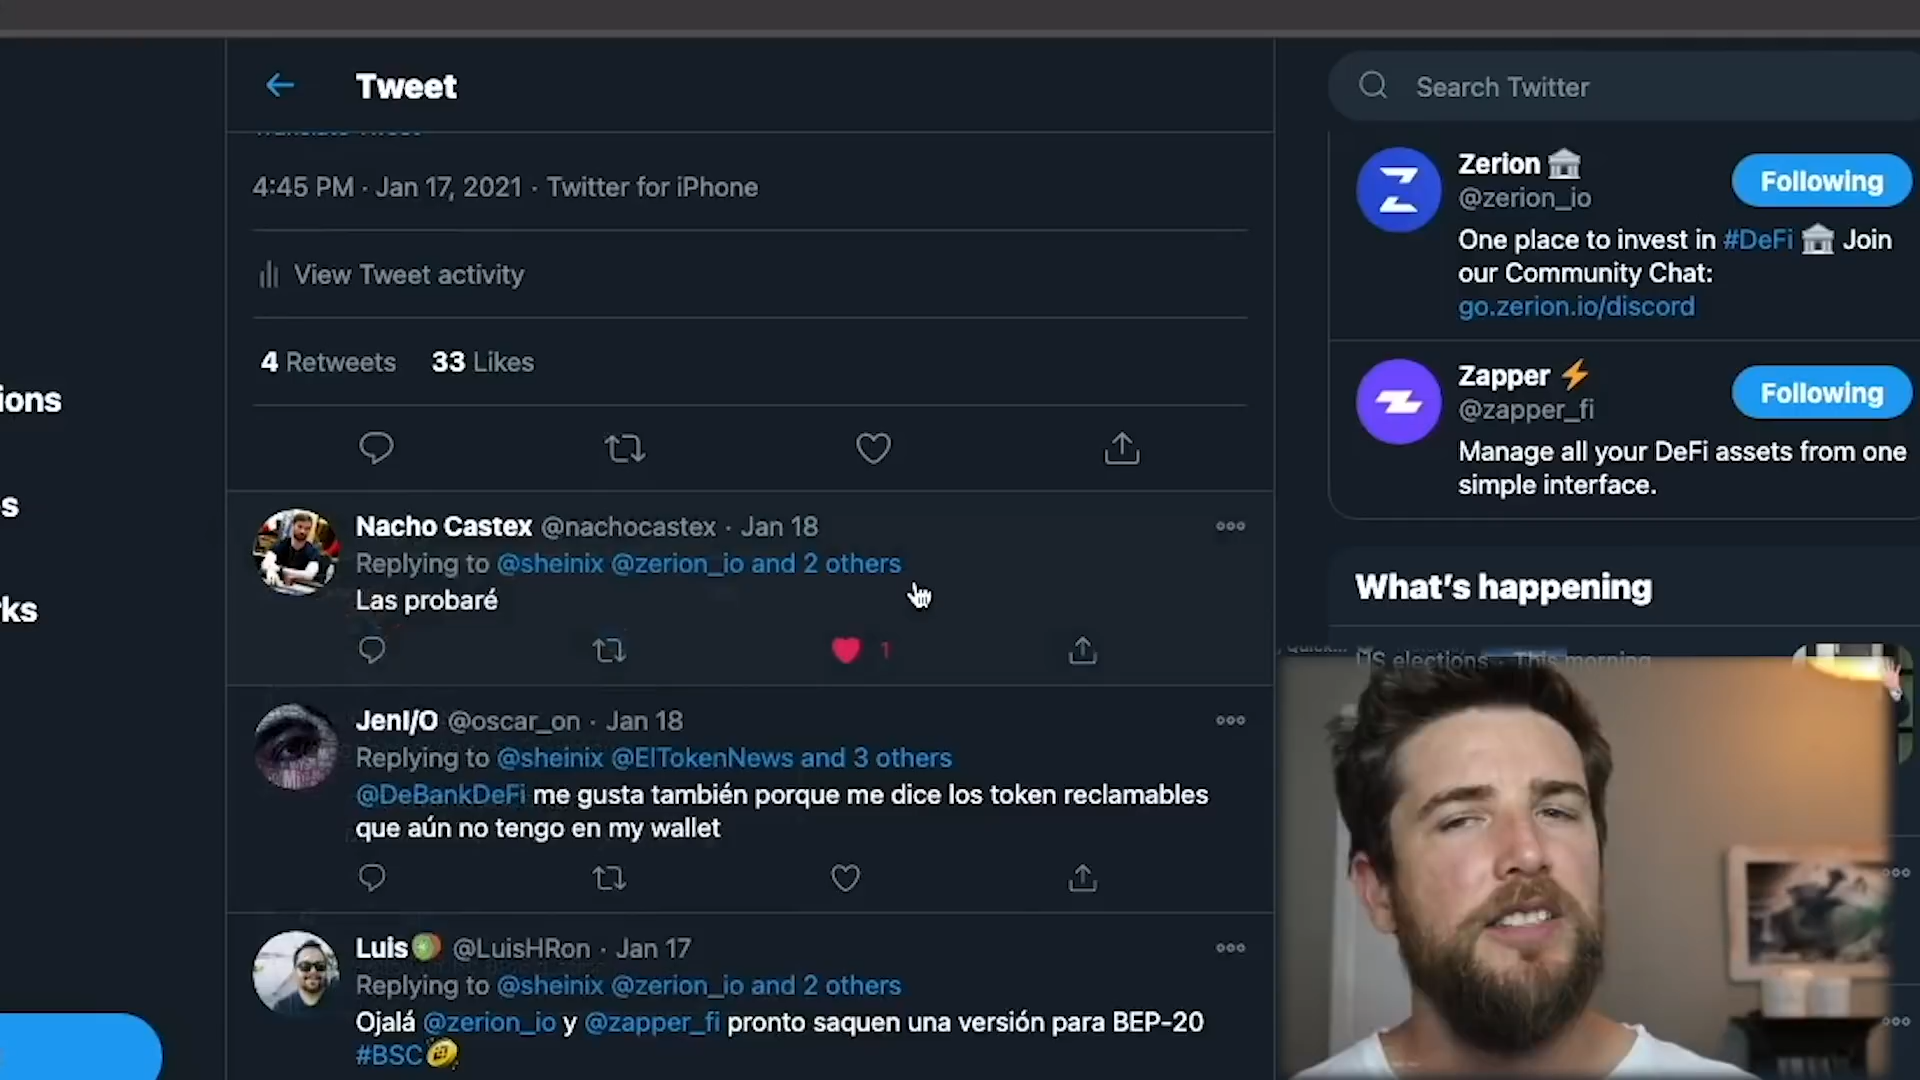 Tweet
Search Twitter
Translate Tweet
4:45 PM · Jan 17, 2021 · Twitter for iPhone
View Tweet activity
4 Retweets 33 Likes
ions
s
rks
Nacho Castex @nachocastex · Jan 18
Replying to @sheinix @zerion_io and 2 others
Las probaré
1
JenI/O @oscar_on · Jan 18
Replying to @sheinix @ElTokenNews and 3 others
@DeBankDeFi me gusta también porque me dice los token reclamables
que aún no tengo en my wallet
Luis🥝 @LuisHRon · Jan 17
Replying to @sheinix @zerion_io and 2 others
Ojalá @zerion_io y @zapper_fi pronto saquen una versión para BEP-20
#BSC
Zerion 🏛
@zerion_io
Following
One place to invest in #DeFi 🏛 Join
our Community Chat:
go.zerion.io/discord
Zapper ⚡
@zapper_fi
Following
Manage all your DeFi assets from one
simple interface.
What's happening
US elections · This morning